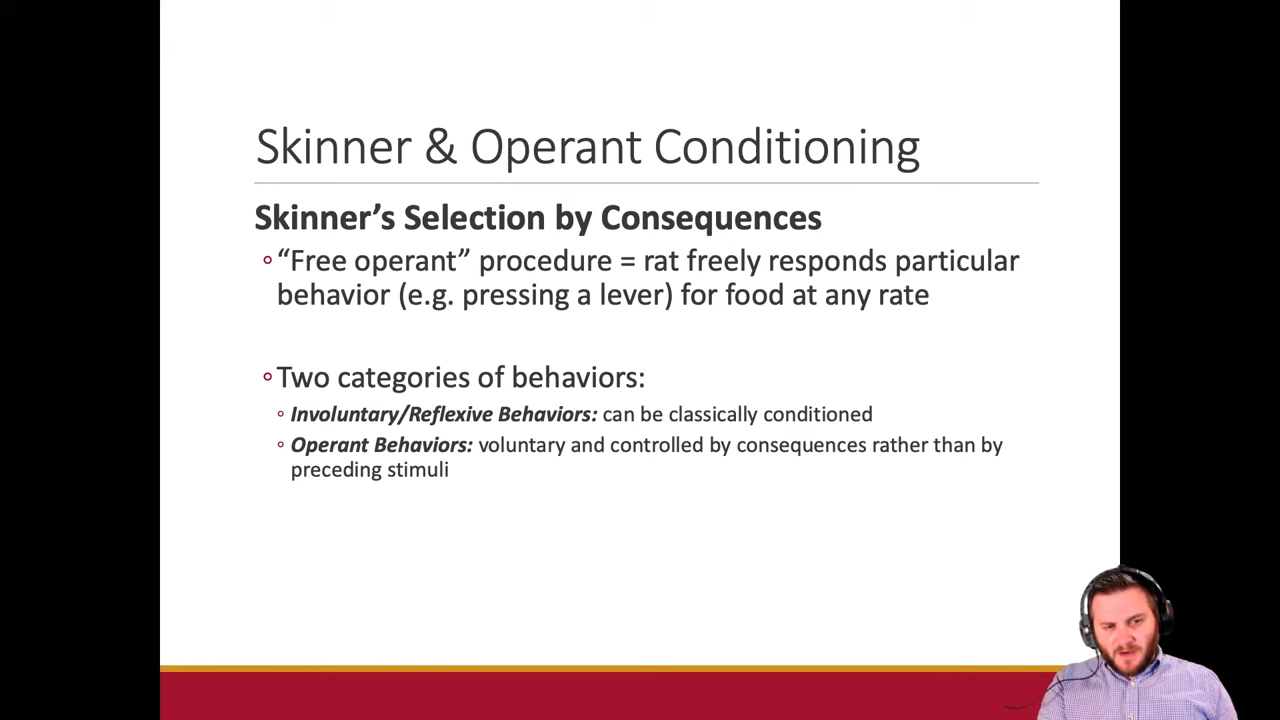 Skinner & Operant Conditioning
Skinner’s Selection by Consequences
“Free operant” procedure = rat freely responds particular
behavior (e.g. pressing a lever) for food at any rate
Two categories of behaviors:
Involuntary/Reflexive Behaviors: can be classically conditioned
Operant Behaviors: voluntary and controlled by consequences rather than by
preceding stimuli